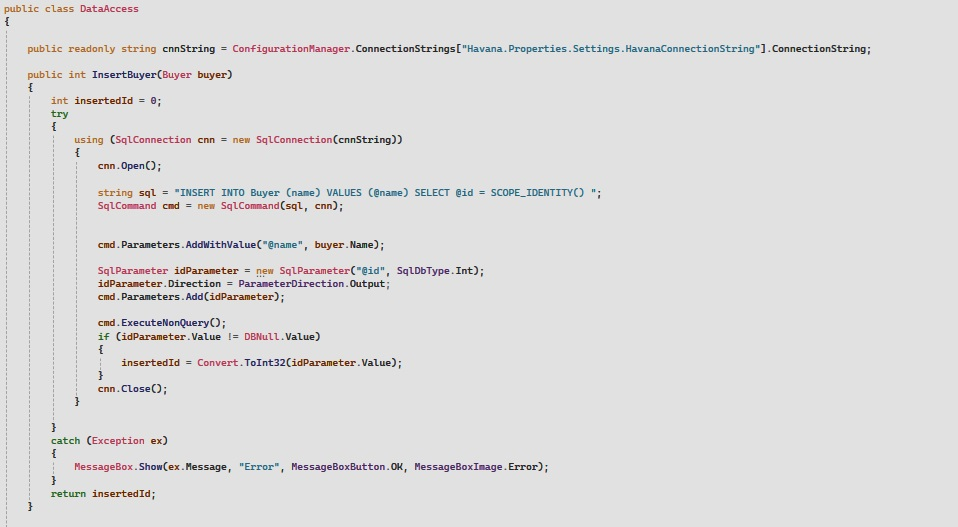 public class DataAccess
{
public readonly string cnnString = ConfigurationManager.ConnectionStrings["Havana.Properties.Settings.HavanaConnectionString"].ConnectionString;
public int InsertBuyer(Buyer buyer)
{
int insertedId = 0;
try
{
using (SqlConnection cnn = new SqlConnection(cnnString))
{
cnn.Open();
string sql = "INSERT INTO Buyer (name) VALUES (@name) SELECT @id = SCOPE_IDENTITY() ";
SqlCommand cmd = new SqlCommand(sql, cnn);
cmd.Parameters.AddWithValue("@name", buyer.Name);
SqlParameter idParameter = new SqlParameter("@id", SqlDbType.Int);
idParameter.Direction = ParameterDirection.Output;
cmd.Parameters.Add(idParameter);
cmd.ExecuteNonQuery();
if (idParameter.Value != DBNull.Value)
{
insertedId = Convert.ToInt32(idParameter.Value);
}
cnn.Close();
}
}
catch (Exception ex)
{
MessageBox.Show(ex.Message, "Error", MessageBoxButton.OK, MessageBoxImage.Error);
}
return insertedId;
}